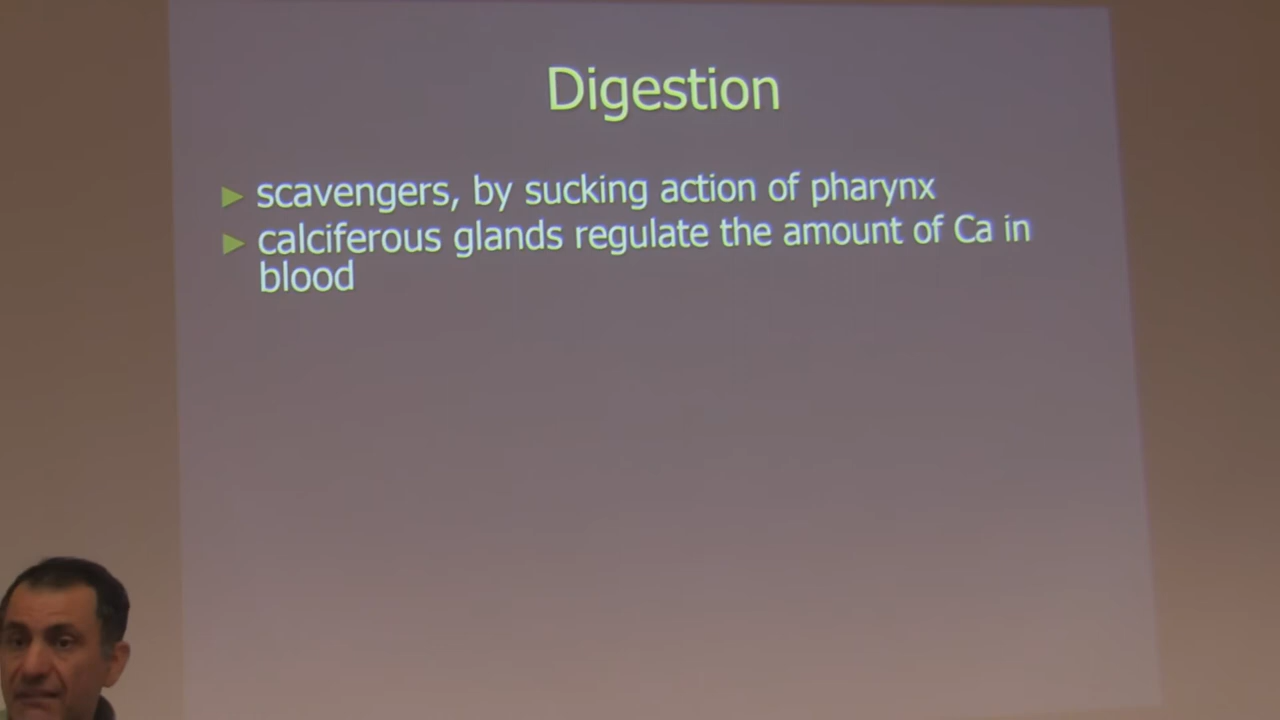 Digestion
► scavengers, by sucking action of pharynx
► calciferous glands regulate the amount of Ca in
blood